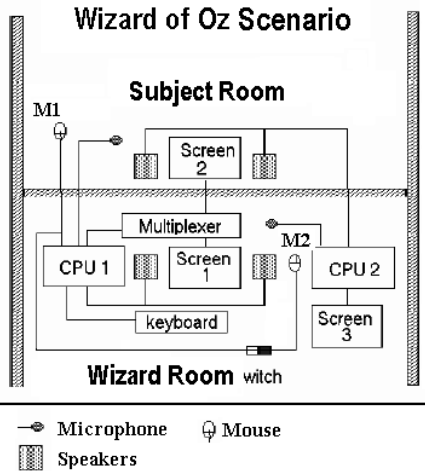 Wizard of Oz Scenario
Subject Room
M1
Screen
2
Multiplexer
M2
CPU 1
Screen
1
CPU 2
keyboard
Screen
3
Wizard Room witch
Microphone
Mouse
Speakers